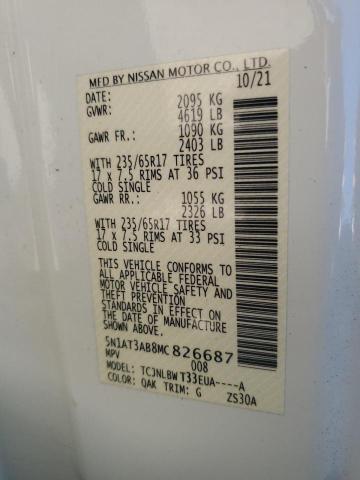 MFD BY NISSAN MOTOR CO., LTD.
DATE: 10/21
GVWR: 2095 KG
4619 LB
GAWR FR.: 1090 KG
2403 LB
WITH 235/65R17 TIRES
17 x 7.5 RIMS AT 36 PSI
COLD SINGLE
GAWR RR.: 1055 KG
2326 LB
WITH 235/65R17 TIRES
17 x 7.5 RIMS AT 33 PSI
COLD SINGLE
THIS VEHICLE CONFORMS TO
ALL APPLICABLE FEDERAL
MOTOR VEHICLE SAFETY AND
THEFT PREVENTION
STANDARDS IN EFFECT ON
THE DATE OF MANUFACTURE
SHOWN ABOVE.
5N1AT3AB8MC 826687
MPV 008
MODEL: TCJNLBW T33EUA----A
COLOR: QAK TRIM: G ZS30A